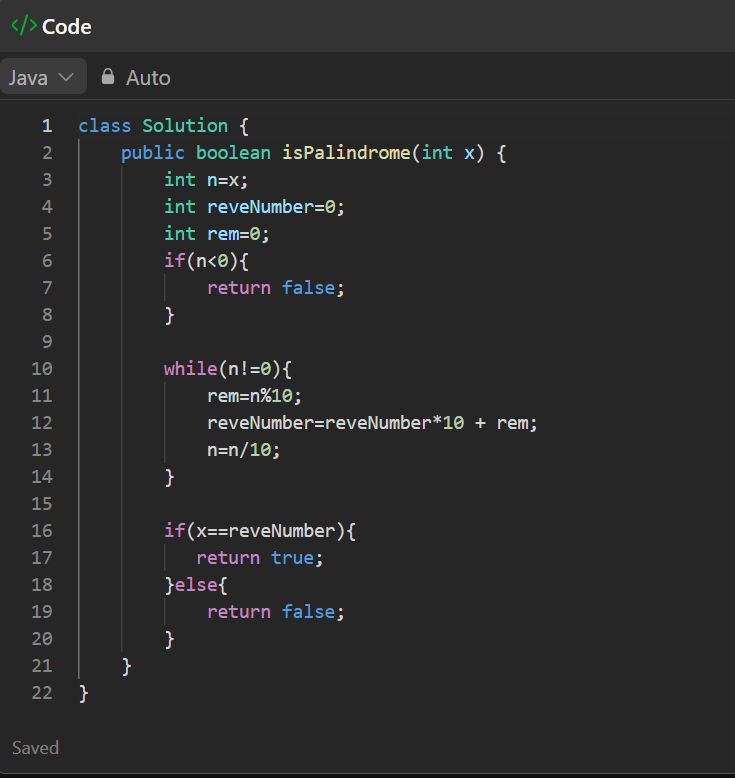 </> Code
Java Auto
1 class Solution {
2     public boolean isPalindrome(int x) {
3         int n=x;
4         int reveNumber=0;
5         int rem=0;
6         if(n<0){
7             return false;
8         }
9
10         while(n!=0){
11             rem=n%10;
12             reveNumber=reveNumber*10 + rem;
13             n=n/10;
14         }
15
16         if(x==reveNumber){
17            return true;
18         }else{
19             return false;
20         }
21     }
22 }
Saved